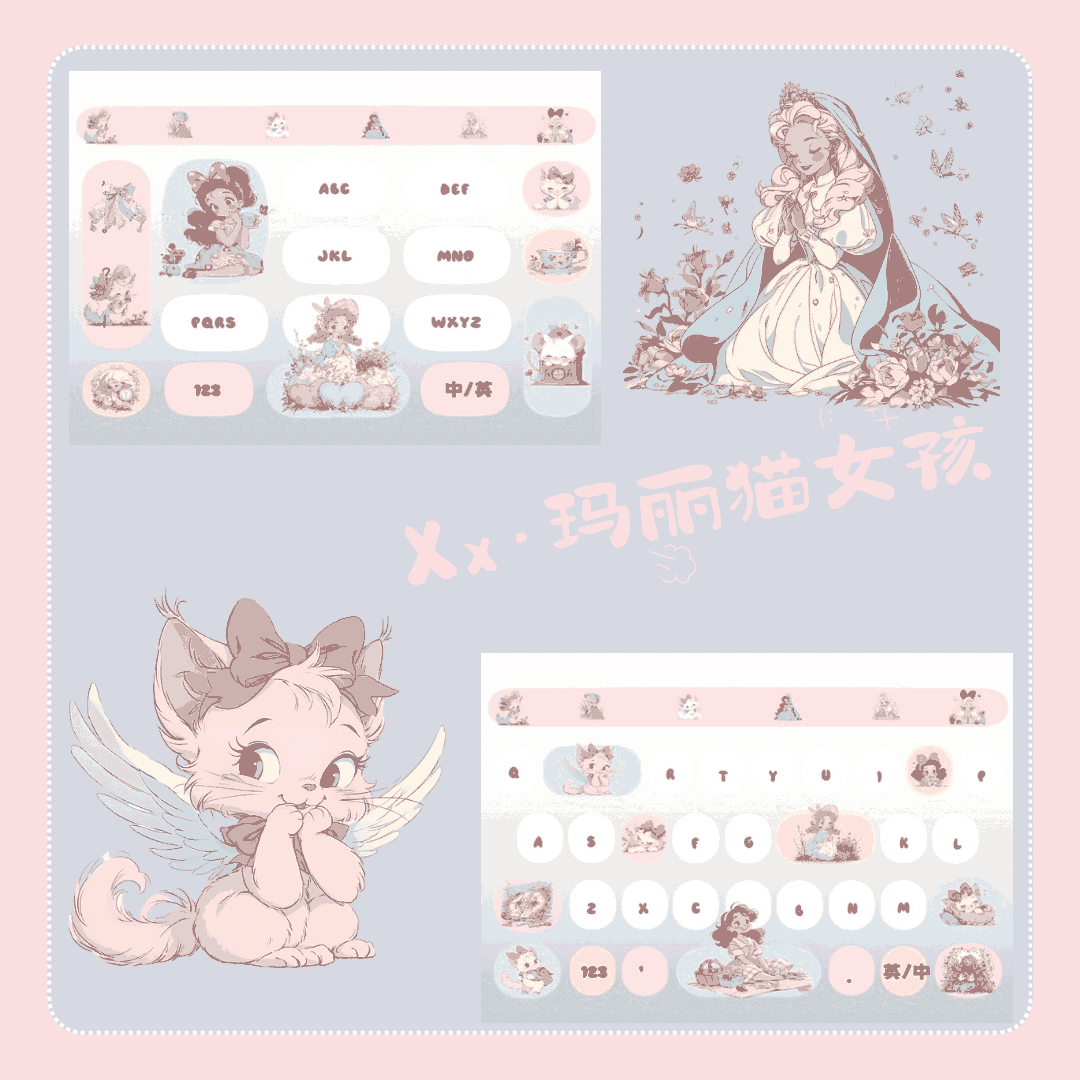 ABC DEF
JKL MNO
PQRS WXYZ
123 中/英
Xx·玛丽猫女孩
Q R T Y U I P
A S F G K L
Z X C B N M
123 ' . 英/中